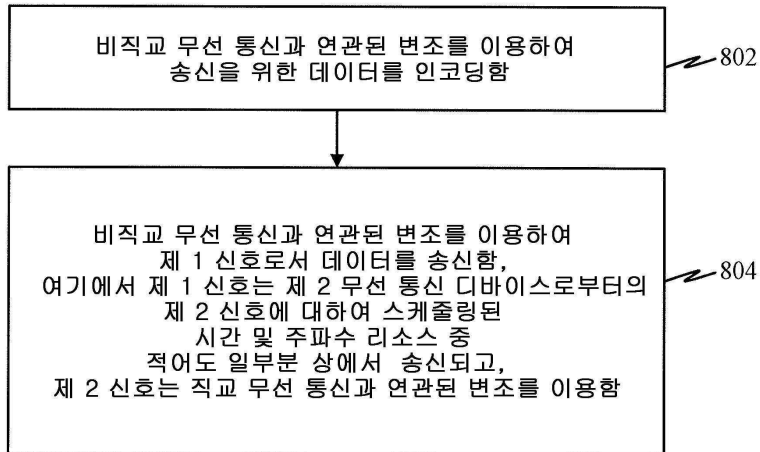 비직교 무선 통신과 연관된 변조를 이용하여
송신을 위한 데이터를 인코딩함
802
비직교 무선 통신과 연관된 변조를 이용하여
제 1 신호로서 데이터를 송신함,
여기에서 제 1 신호는 제 2 무선 통신 디바이스로부터의
제 2 신호에 대하여 스케줄링된
시간 및 주파수 리소스 중
적어도 일부분 상에서 송신되고,
제 2 신호는 직교 무선 통신과 연관된 변조를 이용함
804